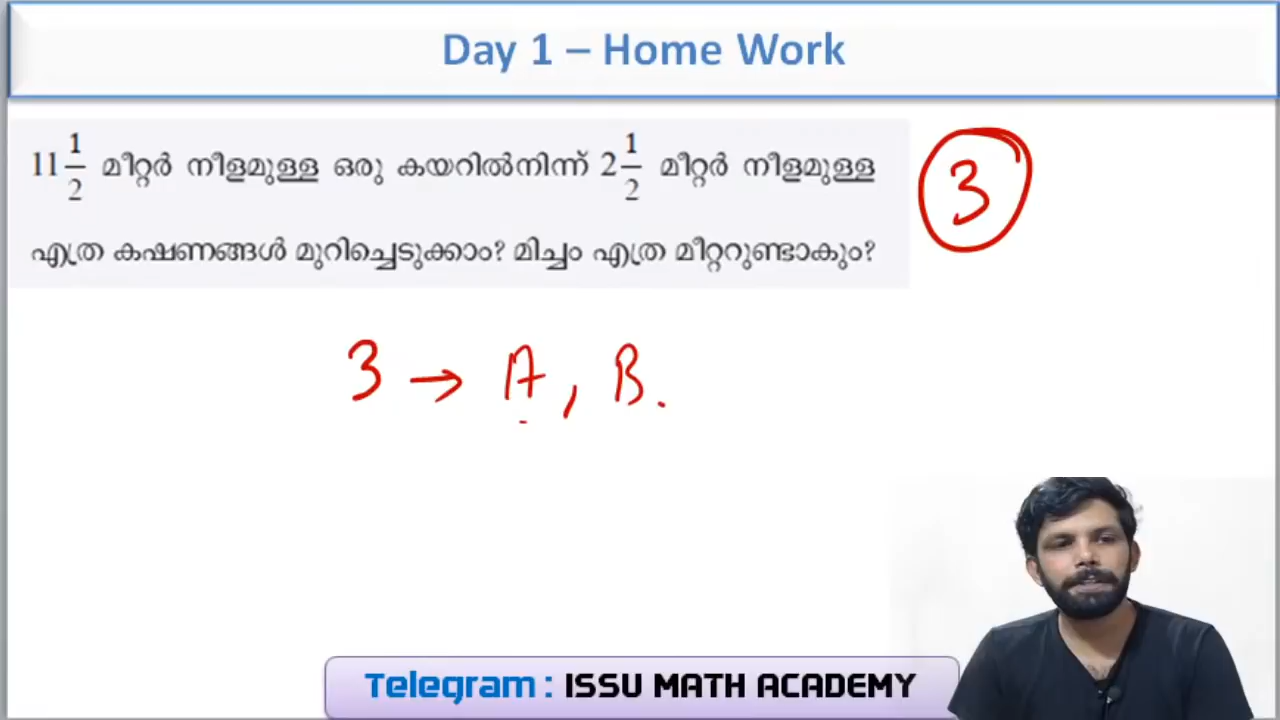 Day 1 – Home Work
11 1/2 മീറ്റർ നീളമുള്ള ഒരു കയറിൽനിന്ന് 2 1/2 മീറ്റർ നീളമുള്ള
എത്ര കഷണങ്ങൾ മുറിച്ചെടുക്കാം? മിച്ചം എത്ര മീറ്ററുണ്ടാകും?
3
3 → A, B.
Telegram : ISSU MATH ACADEMY